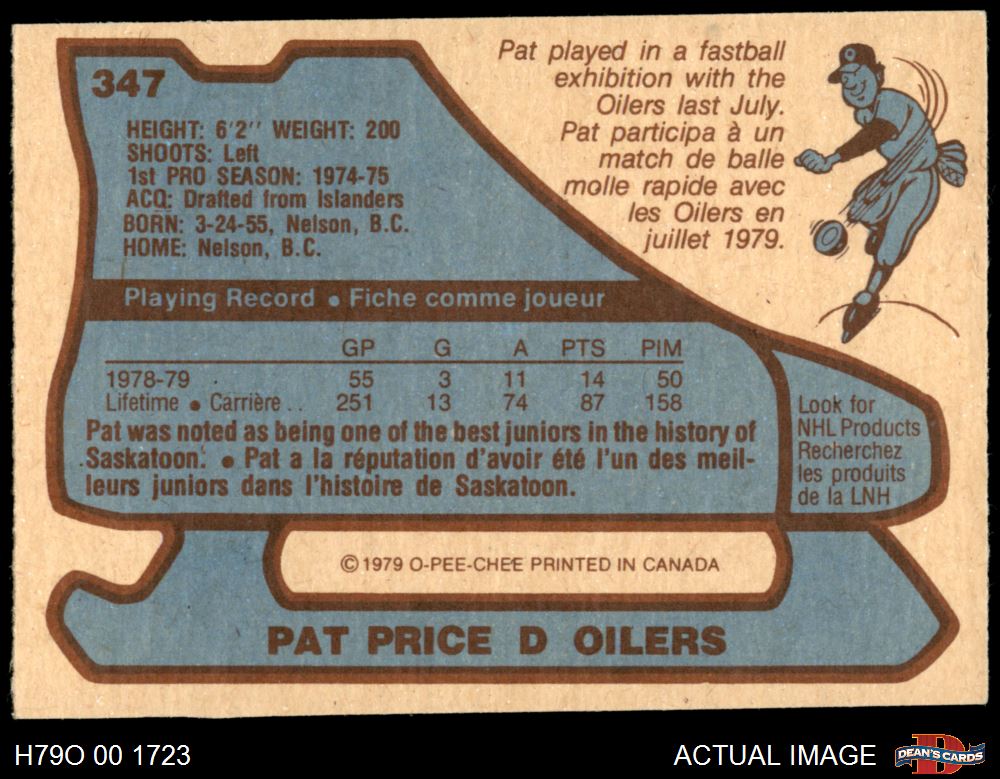 347
HEIGHT: 6'2'' WEIGHT: 200
SHOOTS: Left
1st PRO SEASON: 1974-75
ACQ: Drafted from Islanders
BORN: 3-24-55, Nelson, B.C.
HOME: Nelson, B.C.
Pat played in a fastball
exhibition with the
Oilers last July.
Pat participa à un
match de balle
molle rapide avec
les Oilers en
juillet 1979.
Playing Record • Fiche comme joueur
GP G A PTS PIM
1978-79 55 3 11 14 50
Lifetime • Carrière . . 251 13 74 87 158
Pat was noted as being one of the best juniors in the history of
Saskatoon. • Pat a la réputation d'avoir été l'un des meil-
leurs juniors dans l'histoire de Saskatoon.
Look for
NHL Products
Recherchez
les produits
de la LNH
© 1979 O-PEE-CHEE PRINTED IN CANADA
PAT PRICE D OILERS
H79O 00 1723
ACTUAL IMAGE
D
DEAN'S CARDS